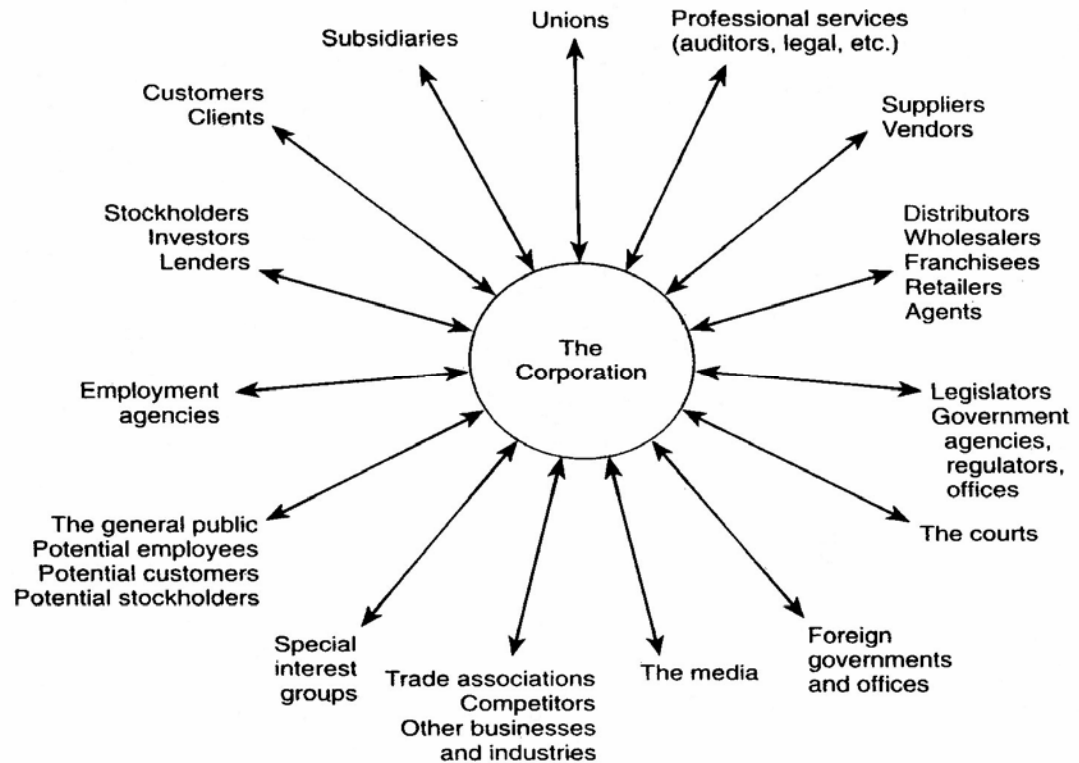 Unions
Professional services
(auditors, legal, etc.)
Subsidiaries
Customers
Clients
Suppliers
Vendors
Stockholders
Investors
Lenders
Distributors
Wholesalers
Franchisees
Retailers
Agents
The
Corporation
Employment
agencies
Legislators
Government
agencies,
regulators,
offices
The general public
Potential employees
Potential customers
Potential stockholders
The courts
Special
interest
groups
Trade associations
Competitors
Other businesses
and industries
The media
Foreign
governments
and offices